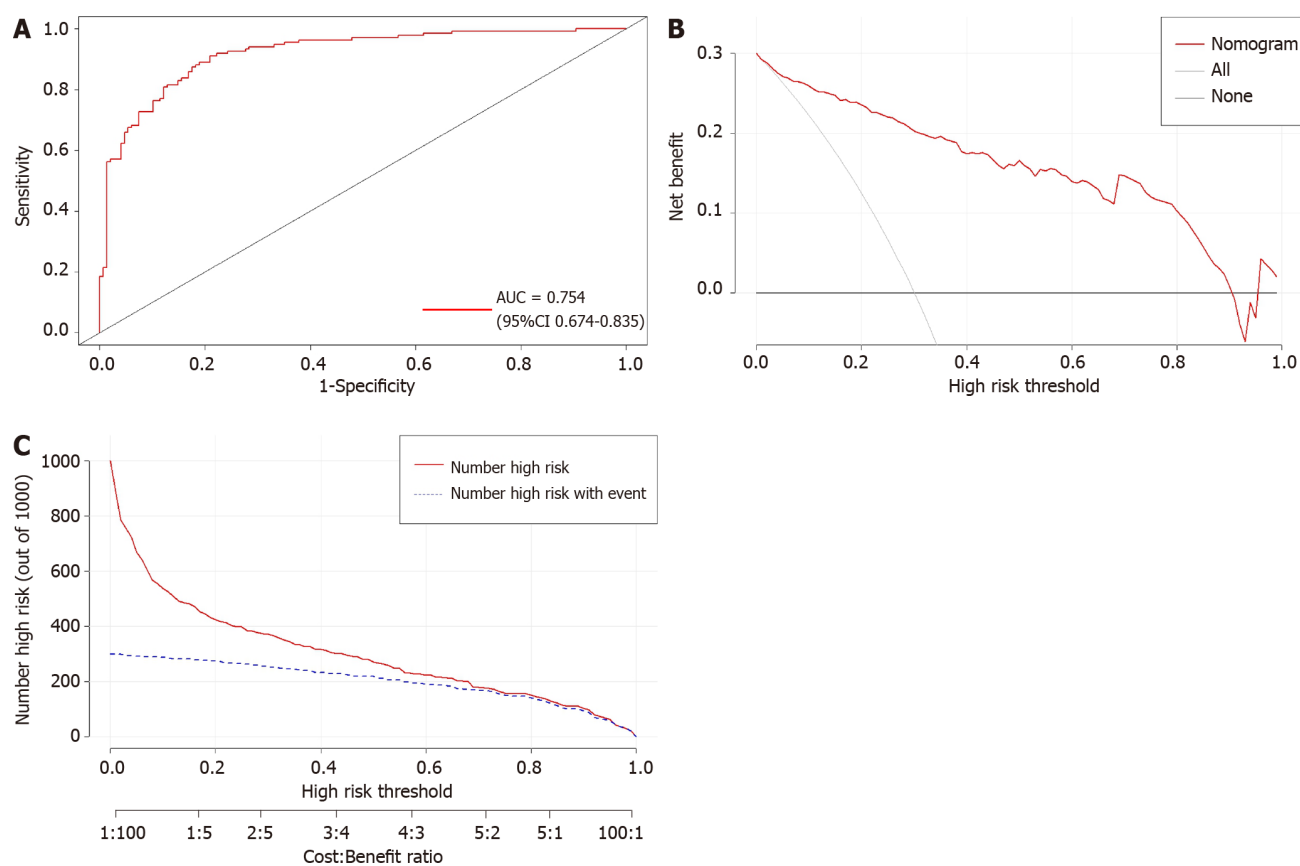 A
Sensitivity
1.0
0.8
0.6
0.4
0.2
0.0
AUC = 0.754
(95%CI 0.674-0.835)
0.0 0.2 0.4 0.6 0.8 1.0
1-Specificity
B
Net benefit
0.3
0.2
0.1
0.0
Nomogram
All
None
0.0 0.2 0.4 0.6 0.8 1.0
High risk threshold
C
Number high risk (out of 1000)
1000
800
600
400
200
0
Number high risk
Number high risk with event
0.0 0.2 0.4 0.6 0.8 1.0
High risk threshold
1:100 1:5 2:5 3:4 4:3 5:2 5:1 100:1
Cost:Benefit ratio